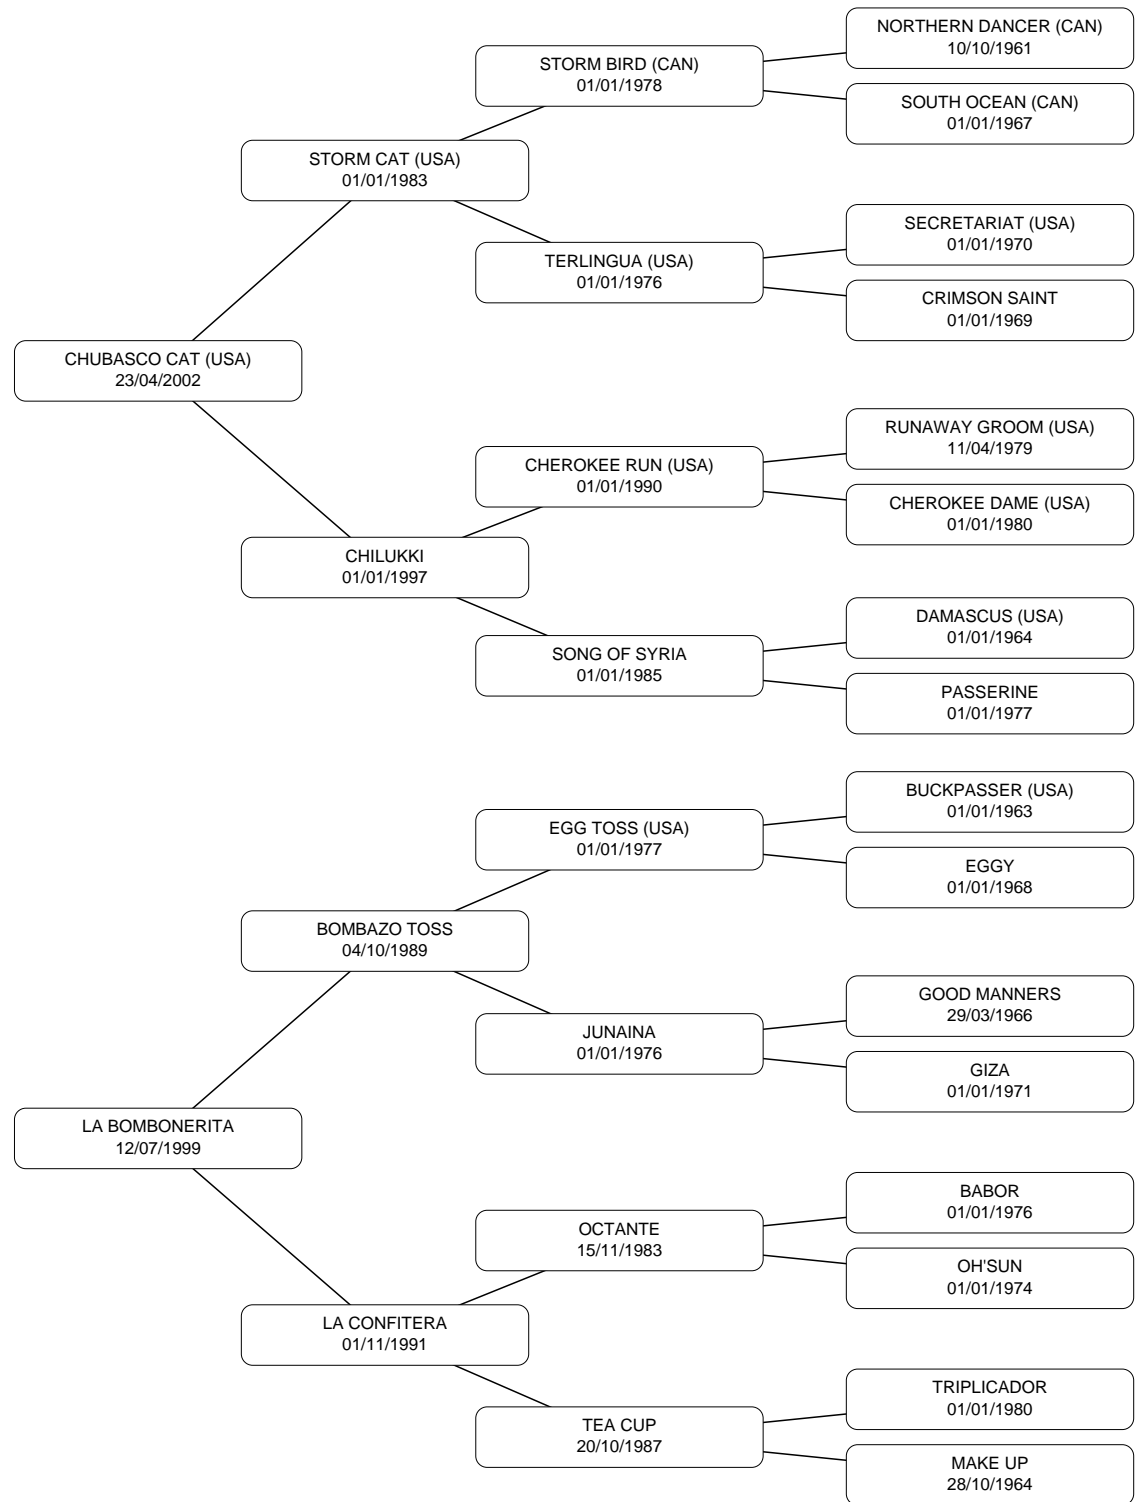 NORTHERN DANCER (CAN)
10/10/1961
STORM BIRD (CAN)
01/01/1978
SOUTH OCEAN (CAN)
01/01/1967
STORM CAT (USA)
01/01/1983
SECRETARIAT (USA)
01/01/1970
TERLINGUA (USA)
01/01/1976
CRIMSON SAINT
01/01/1969
CHUBASCO CAT (USA)
23/04/2002
RUNAWAY GROOM (USA)
11/04/1979
CHEROKEE RUN (USA)
01/01/1990
CHEROKEE DAME (USA)
01/01/1980
CHILUKKI
01/01/1997
DAMASCUS (USA)
01/01/1964
SONG OF SYRIA
01/01/1985
PASSERINE
01/01/1977
BUCKPASSER (USA)
01/01/1963
EGG TOSS (USA)
01/01/1977
EGGY
01/01/1968
BOMBAZO TOSS
04/10/1989
GOOD MANNERS
29/03/1966
JUNAINA
01/01/1976
GIZA
01/01/1971
LA BOMBONERITA
12/07/1999
BABOR
01/01/1976
OCTANTE
15/11/1983
OH'SUN
01/01/1974
LA CONFITERA
01/11/1991
TRIPLICADOR
01/01/1980
TEA CUP
20/10/1987
MAKE UP
28/10/1964